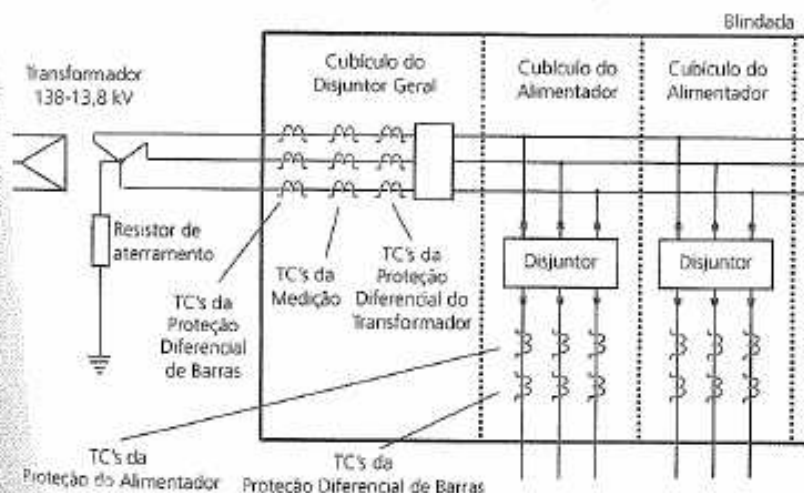 Blindada
Transformador
138-13,8 kV
Cubículo do
Disjuntor Geral
Cubículo do
Alimentador
Cubículo do
Alimentador
Resistor de
aterramento
TC's da
Proteção
Diferencial
de Barras
TC's da
Medição
TC's da
Proteção
Diferencial do
Transformador
Disjuntor
Disjuntor
TC's da
Proteção do Alimentador
TC's da
Proteção Diferencial de Barras